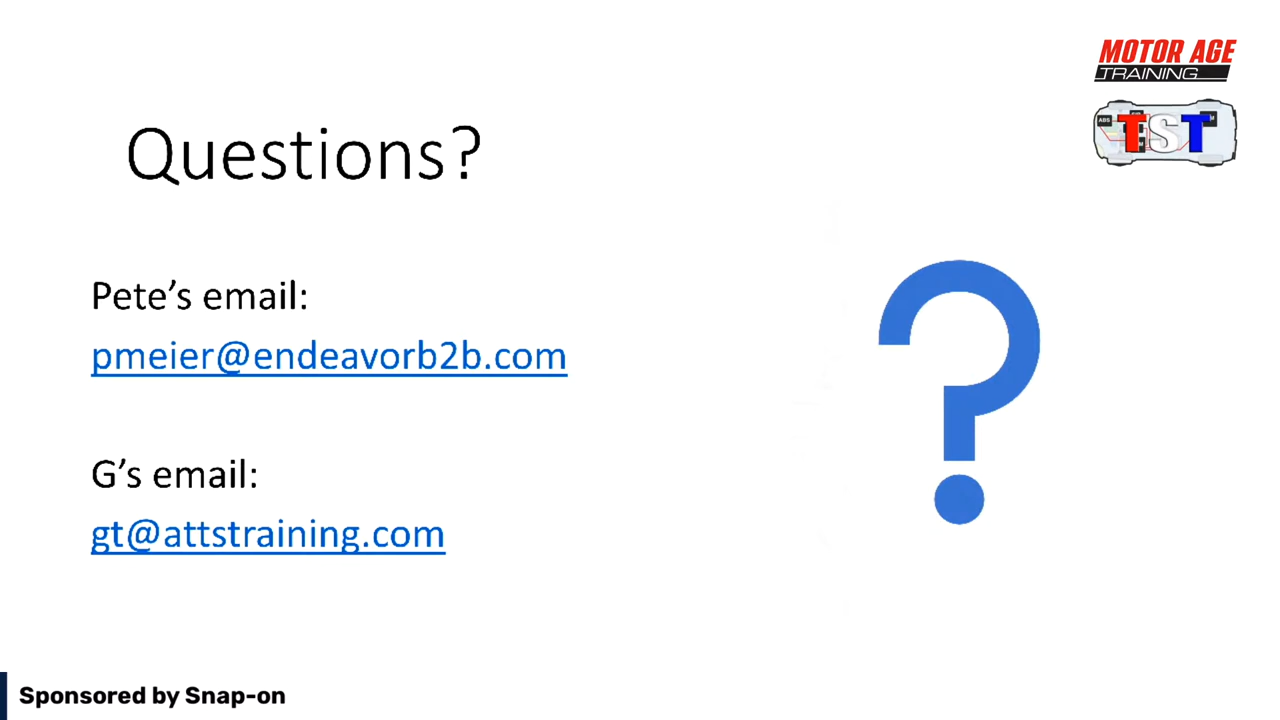 MOTOR AGE
TRAINING
TST
Questions?
Pete's email:
pmeier@endeavorb2b.com
G's email:
gt@attstraining.com
?
Sponsored by Snap-on